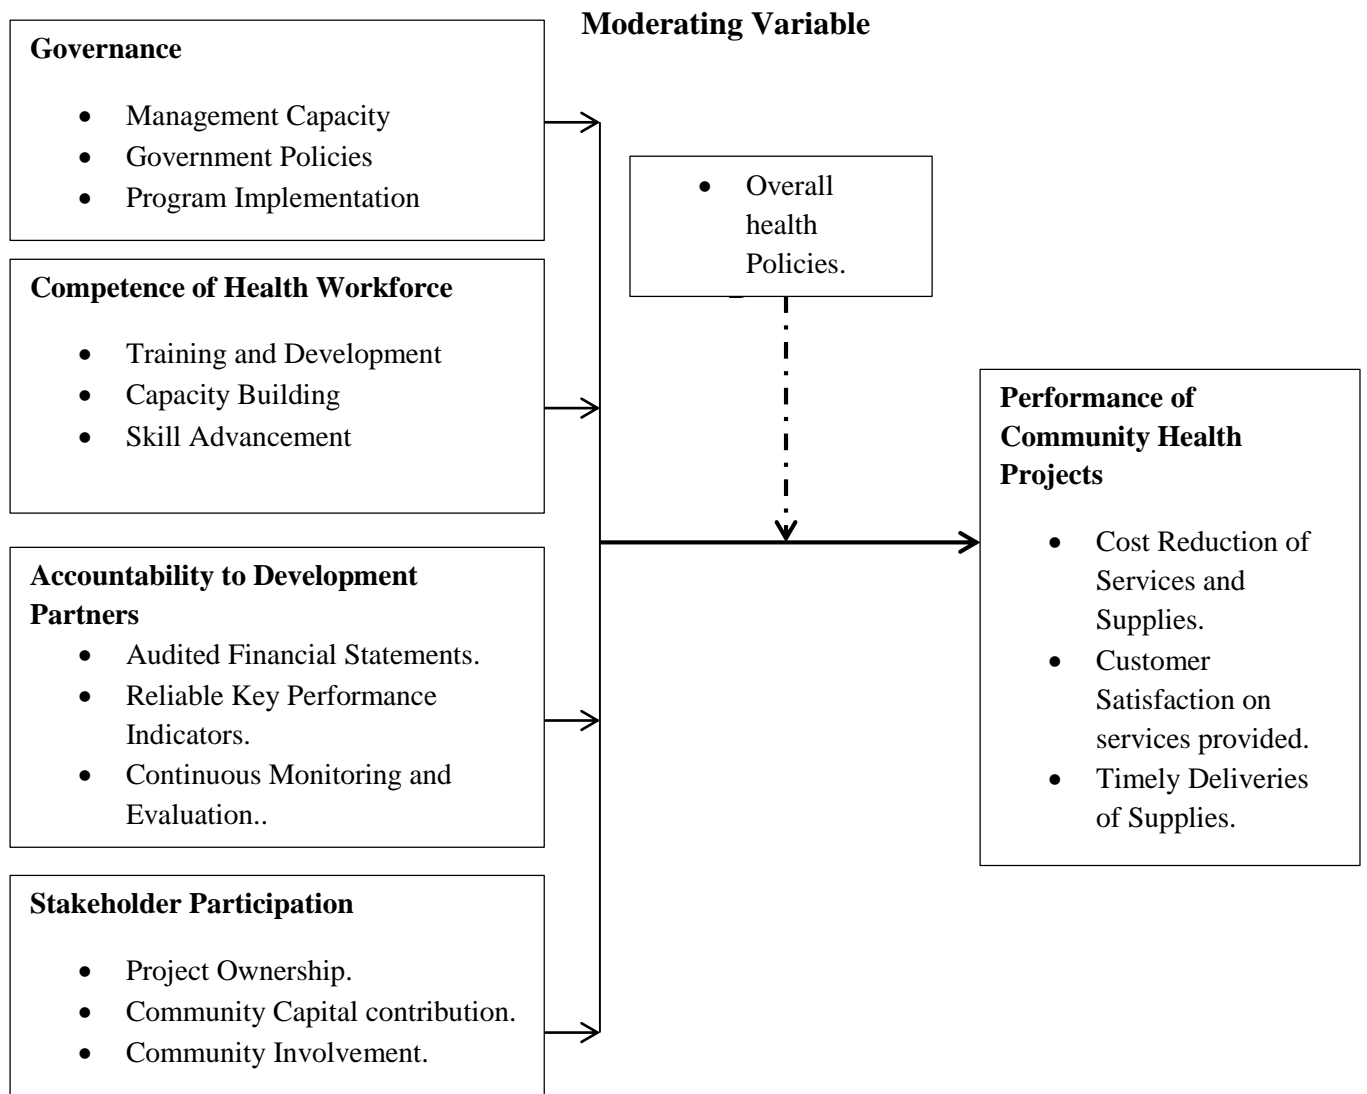 Moderating Variable
Governance
• Management Capacity
• Government Policies
• Program Implementation
Competence of Health Workforce
• Training and Development
• Capacity Building
• Skill Advancement
Accountability to Development
Partners
• Audited Financial Statements.
• Reliable Key Performance
Indicators.
• Continuous Monitoring and
Evaluation..
Stakeholder Participation
• Project Ownership.
• Community Capital contribution.
• Community Involvement.
• Overall
health
Policies.
Performance of
Community Health
Projects
• Cost Reduction of
Services and
Supplies.
• Customer
Satisfaction on
services provided.
• Timely Deliveries
of Supplies.